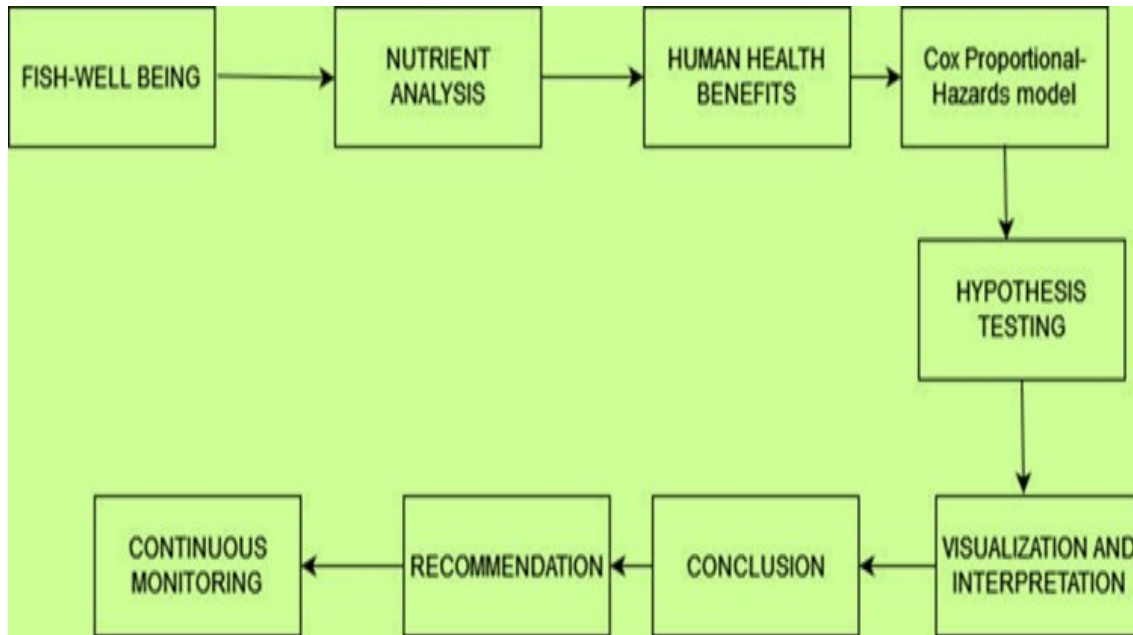 FISH-WELL BEING
NUTRIENT
ANALYSIS
HUMAN HEALTH
BENEFITS
Cox Proportional-
Hazards model
HYPOTHESIS
TESTING
VISUALIZATION AND
INTERPRETATION
CONCLUSION
RECOMMENDATION
CONTINUOUS
MONITORING